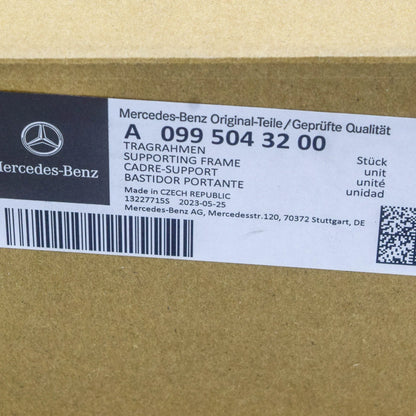 Mercedes-Benz Original-Teile/Geprüfte Qualität
A 099 504 32 00
TRAGRAHMEN Stück
SUPPORTING FRAME unit
CADRE-SUPPORT unité
BASTIDOR PORTANTE unidad
Made in CZECH REPUBLIC
13227715S 2023-05-25
Mercedes-Benz AG, Mercedesstr.120, 70372 Stuttgart, DE
Mercedes-Benz